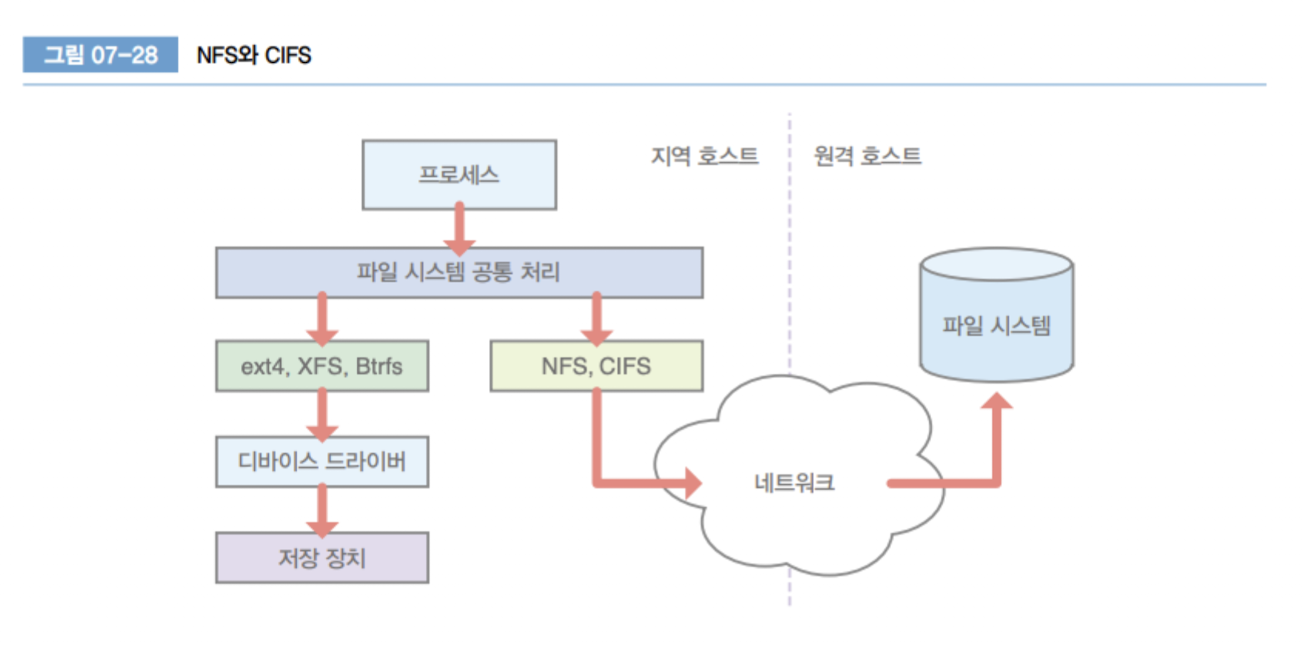 그림 07-28 NFS와 CIFS
지역 호스트 원격 호스트
프로세스
파일 시스템 공통 처리
ext4, XFS, Btrfs
NFS, CIFS
파일 시스템
디바이스 드라이버
네트워크
저장 장치